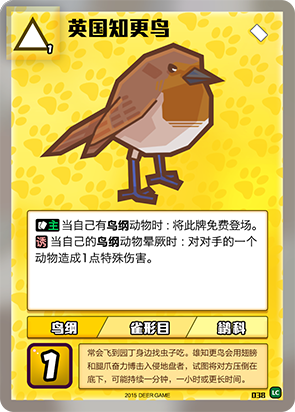 英国知更鸟
1
主 当自己有鸟纲动物时：将此牌免费登场。
诱 当自己的鸟纲动物晕厥时：对对手的一个
动物造成1点特殊伤害。
鸟纲 雀形目 鹟科
1
常会飞到园丁身边找虫子吃。雄知更鸟会用翅膀
和腿爪奋力搏击入侵地盘者，试图将对方压倒在
底下，可能持续一分钟，一小时或更长时间。
2015 DEER GAME
038 LC